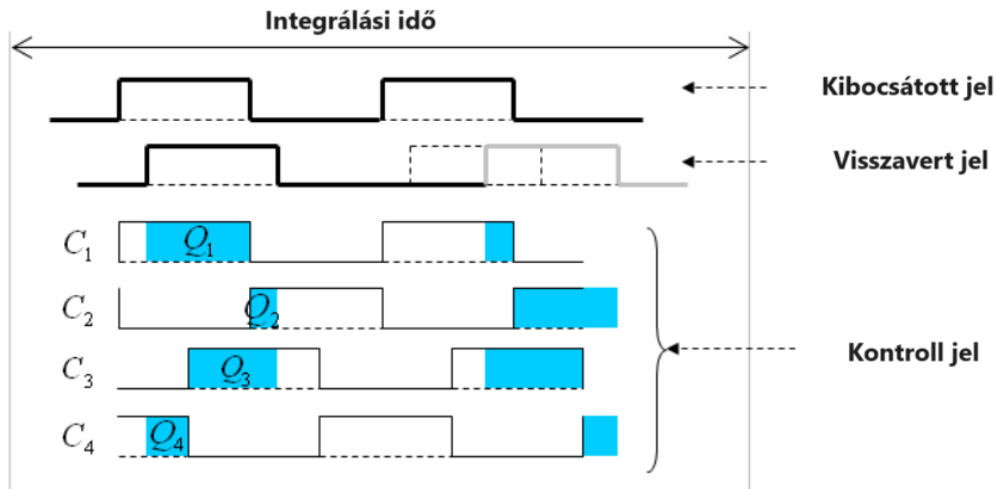 Integrálási idő
Kibocsátott jel
Visszavert jel
C₁ Q₁
C₂ Q₂
C₃ Q₃
C₄ Q₄
Kontroll jel